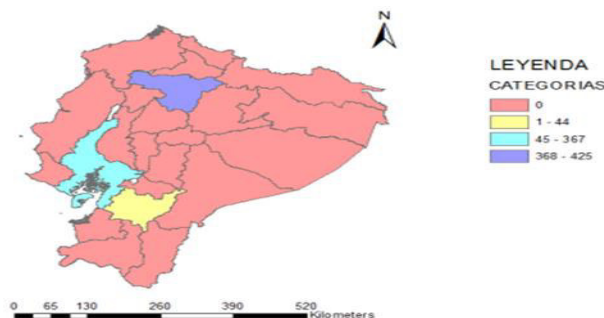 N
LEYENDA
CATEGORIAS
0
1 - 44
45 - 367
368 - 425
0 65 130 260 390 520
Kilometers